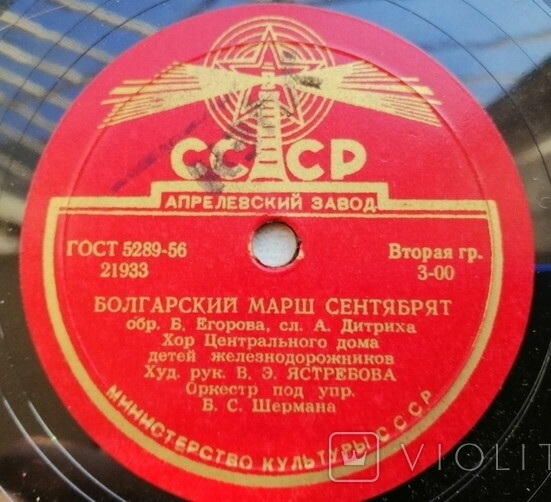 СССР
АПРЕЛЕВСКИЙ ЗАВОД
ГОСТ 5289-56
21933
Вторая гр.
3-00
БОЛГАРСКИЙ МАРШ СЕНТЯБРЯТ
обр. Б. Егорова, сл. А. Дитриха
Хор Центрального дома
детей железнодорожников
Худ. рук. В. Э. ЯСТРЕБОВА
Оркестр под упр.
Б. С. Шермана
МИНИСТЕРСТВО КУЛЬТУРЫ СССР
VIOLIT